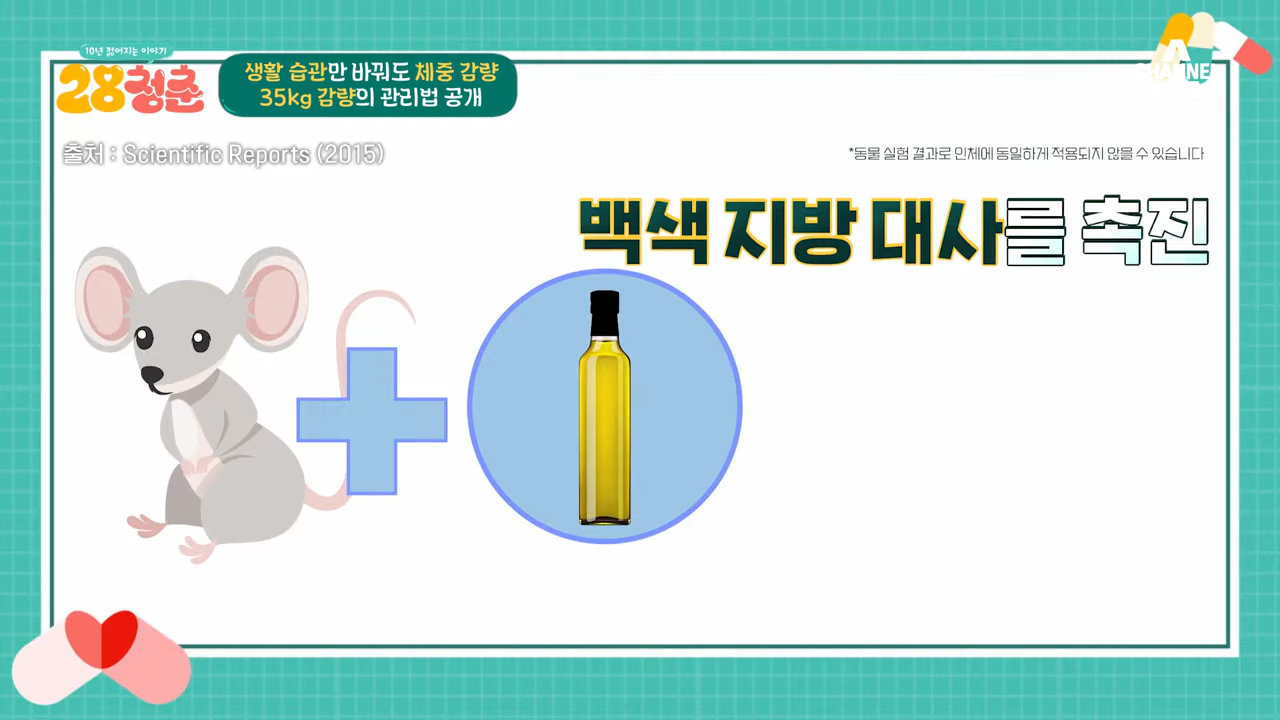 10년 젊어지는 이야기
28청춘
생활 습관만 바꿔도 체중 감량
35kg 감량의 관리법 공개
CHANNEL A
출처 : Scientific Reports (2015)
*동물 실험 결과로 인체에 동일하게 적용되지 않을 수 있습니다
백색 지방 대사를 촉진